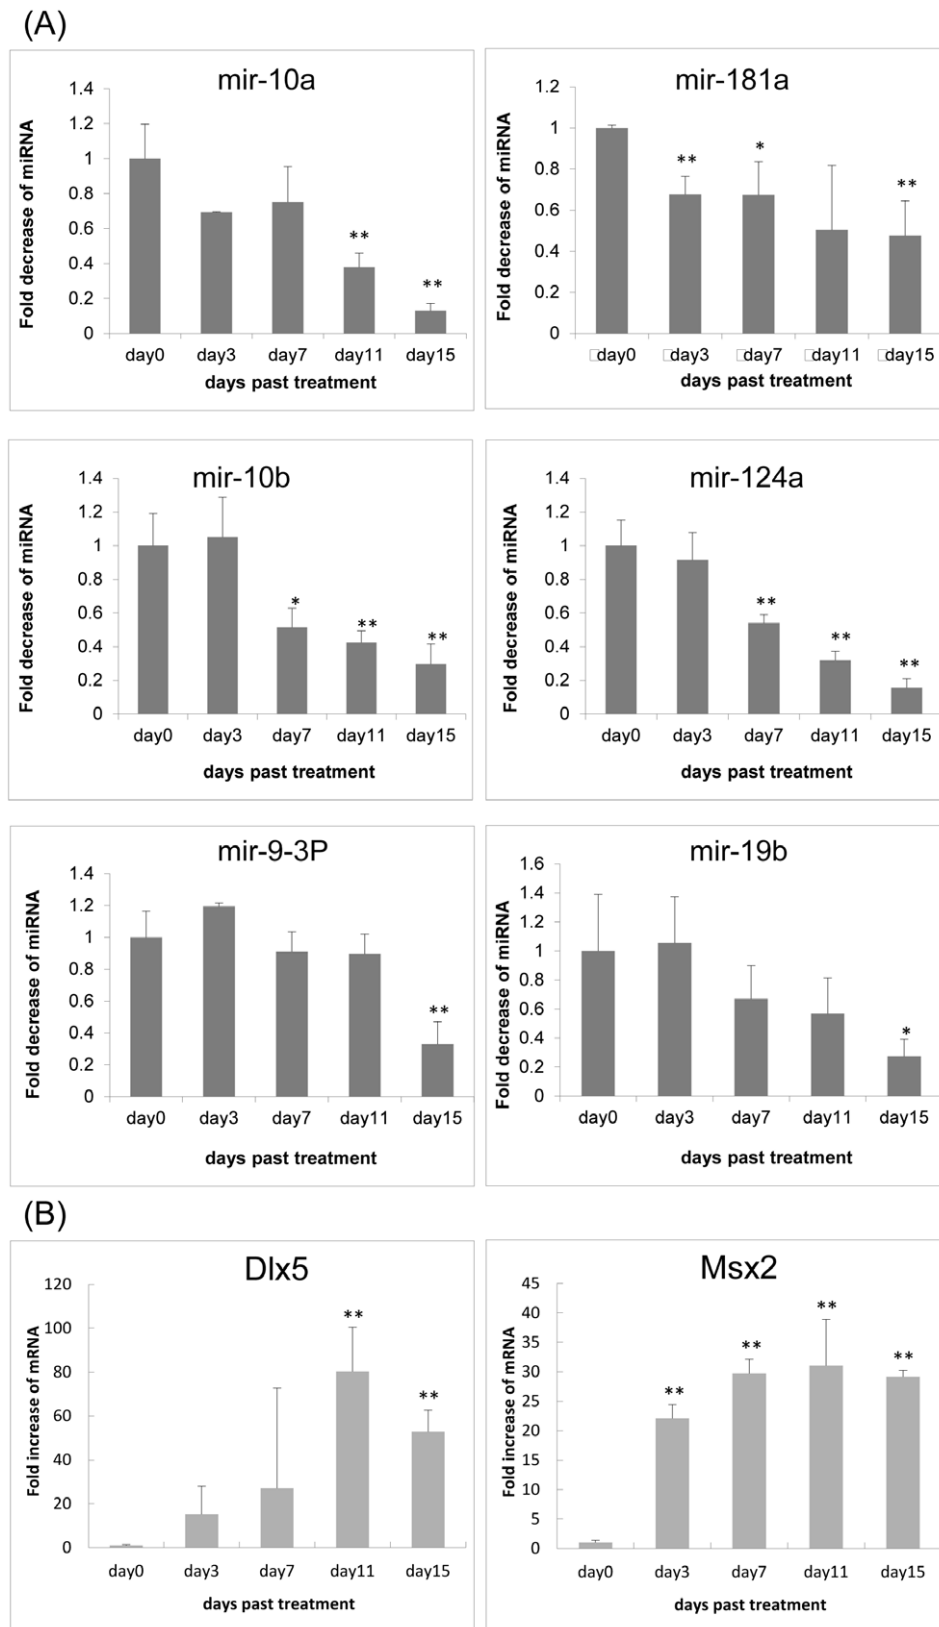 (A)
mir-10a
Fold decrease of miRNA
1.4
1.2
1
0.8
0.6
0.4
0.2
0
**
**
day0 day3 day7 day11 day15
days past treatment
mir-181a
Fold decrease of miRNA
1.2
1
0.8
0.6
0.4
0.2
0
**
*
**
□day0 □day3 □day7 □day11 □day15
days past treatment
mir-10b
Fold decrease of miRNA
1.4
1.2
1
0.8
0.6
0.4
0.2
0
*
**
**
day0 day3 day7 day11 day15
days past treatment
mir-124a
Fold decrease of miRNA
1.4
1.2
1
0.8
0.6
0.4
0.2
0
**
**
**
day0 day3 day7 day11 day15
days past treatment
mir-9-3P
Fold decrease of miRNA
1.4
1.2
1
0.8
0.6
0.4
0.2
0
**
day0 day3 day7 day11 day15
days past treatment
mir-19b
Fold decrease of miRNA
1.6
1.4
1.2
1
0.8
0.6
0.4
0.2
0
*
day0 day3 day7 day11 day15
days past treatment
(B)
Dlx5
Fold increase of mRNA
120
100
80
60
40
20
0
**
**
day0 day3 day7 day11 day15
days past treatment
Msx2
Fold increase of mRNA
45
40
35
30
25
20
15
10
5
0
**
**
**
**
day0 day3 day7 day11 day15
days past treatment